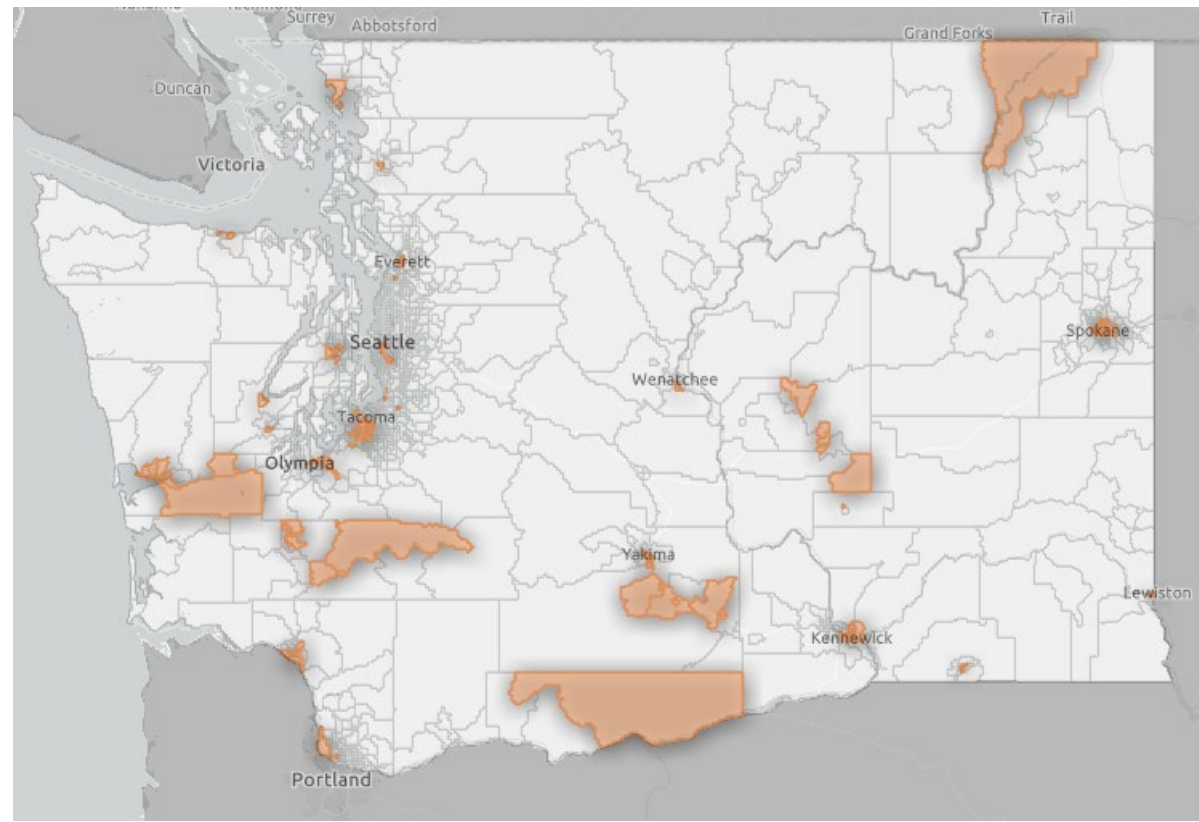 Surrey
Abbotsford
Trail
Grand Forks
Duncan
Victoria
Everett
Seattle
Spokane
Wenatchee
Tacoma
Olympia
Yakima
Lewiston
Kennewick
Portland